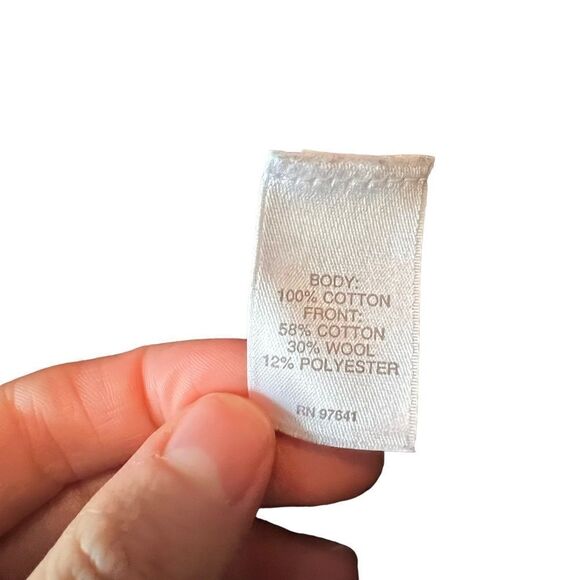 BODY:
100% COTTON
FRONT:
58% COTTON
30% WOOL
12% POLYESTER
RN 97641